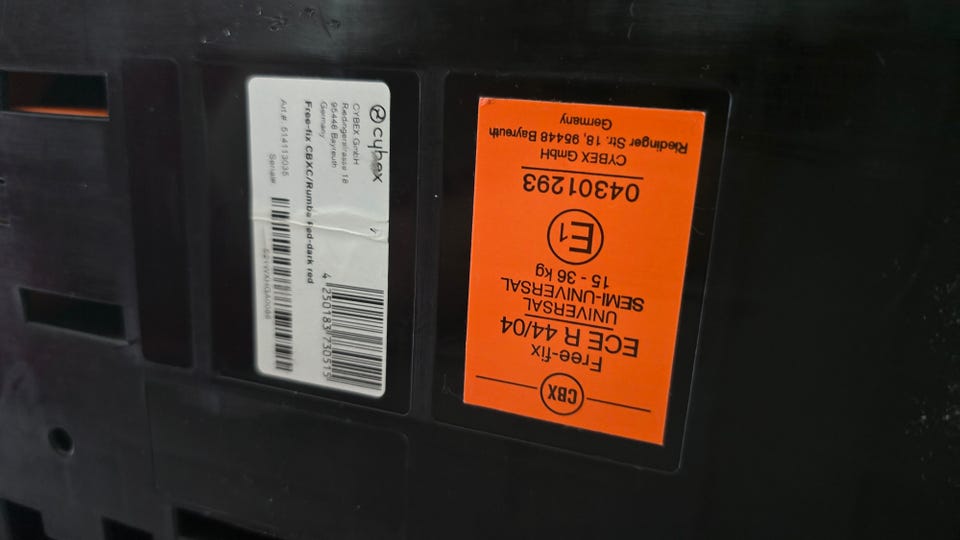 cybex
CYBEX GmbH
Riedingerstrasse 18
95448 Bayreuth
Germany
Free-fix CBXC/Rumba Red-dark red
Art.#: 514113035
Serial#:
4 250183 730515
CBX
Free-fix
ECE R 44/04
UNIVERSAL
SEMI-UNIVERSAL
15 - 36 kg
E1
04301293
CYBEX GmbH
Riedinger Str. 18, 95448 Bayreuth
Germany